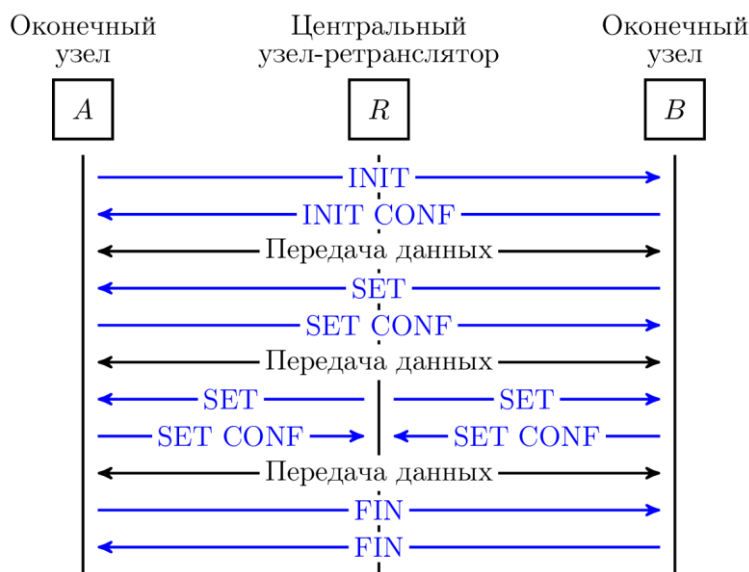 Оконечный
узел
Центральный
узел-ретранслятор
Оконечный
узел
A
R
B
INIT
INIT CONF
Передача данных
SET
SET CONF
Передача данных
SET
SET
SET CONF
SET CONF
Передача данных
FIN
FIN